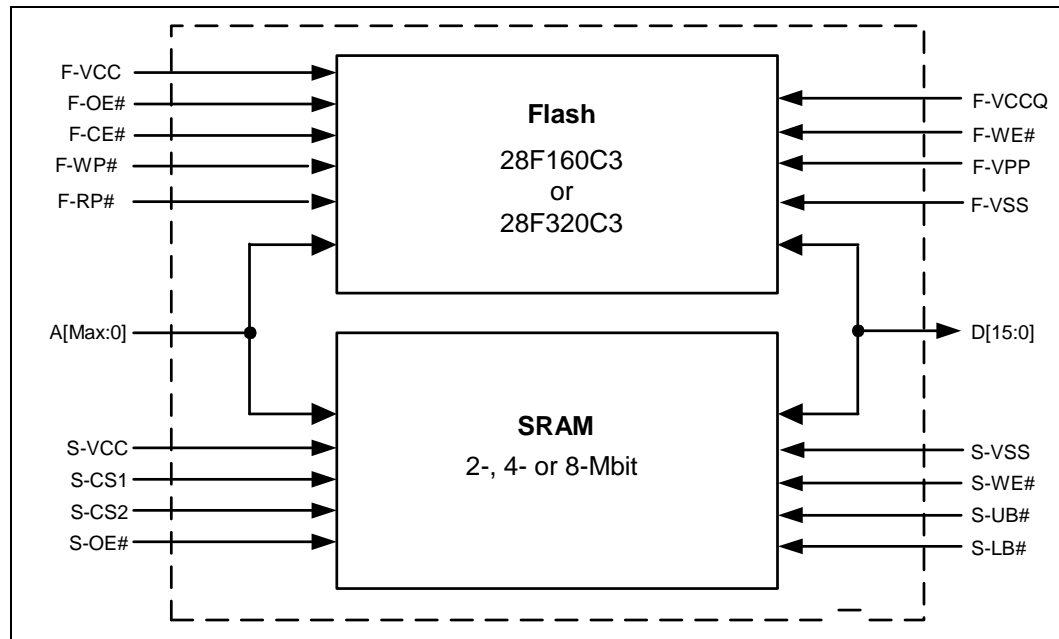 F-VCC
F-OE#
F-CE#
F-WP#
F-RP#
A[Max:0]
S-VCC
S-CS1
S-CS2
S-OE#
Flash
28F160C3
or
28F320C3
SRAM
2-, 4- or 8-Mbit
F-VCCQ
F-WE#
F-VPP
F-VSS
D[15:0]
S-VSS
S-WE#
S-UB#
S-LB#